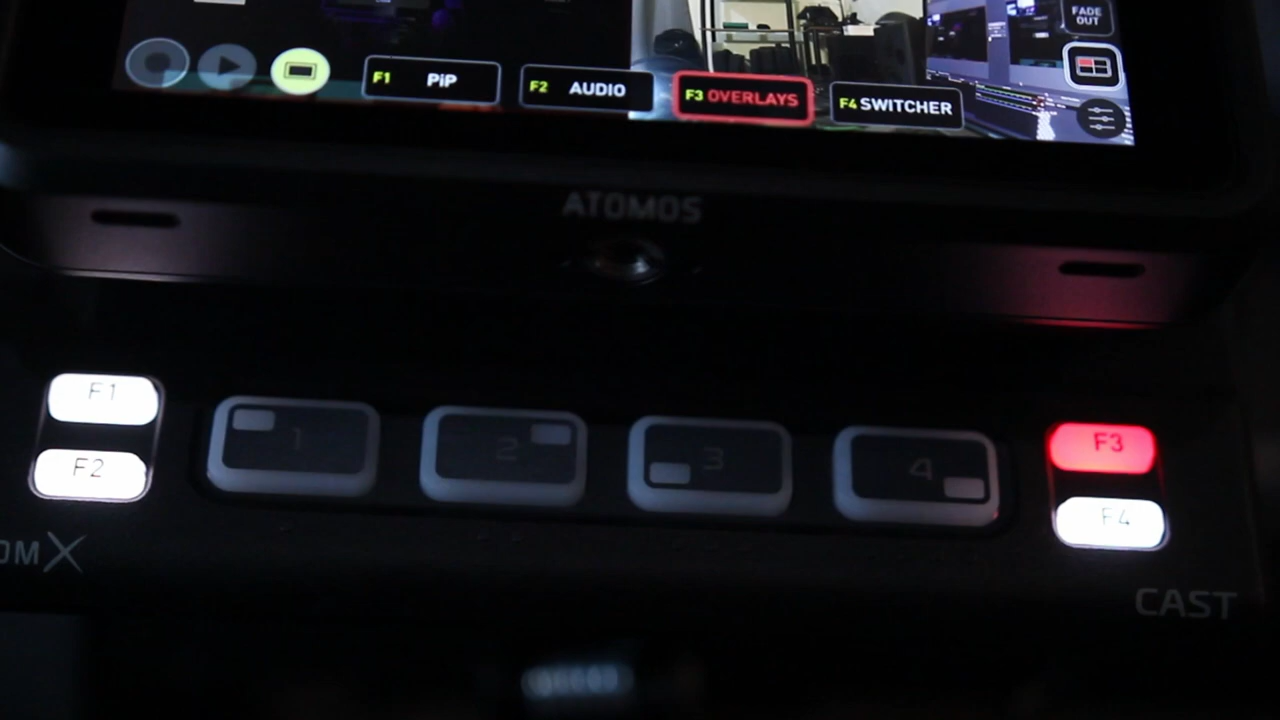 FADE
OUT
F1 PiP
F2 AUDIO
F3 OVERLAYS
F4 SWITCHER
ATOMOS
F1
F2
1
2
3
4
F3
F4
OMX
CAST